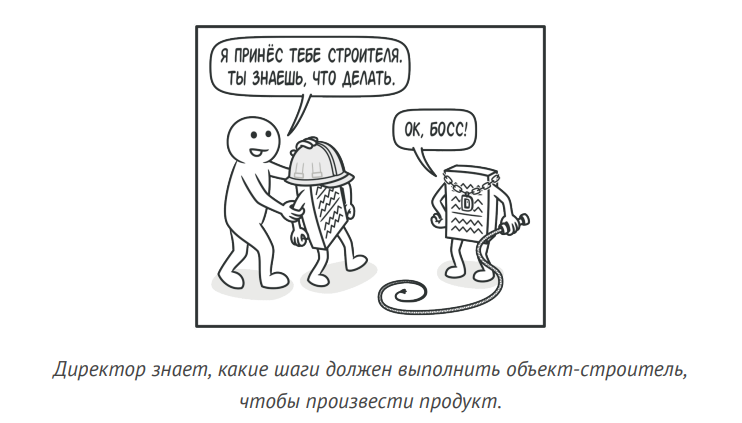 Я ПРИНЁС ТЕБЕ СТРОИТЕЛЯ.
ТЫ ЗНАЕШЬ, ЧТО ДЕЛАТЬ.
ОК, БОСС!
D
Директор знает, какие шаги должен выполнить объект-строитель,
чтобы произвести продукт.